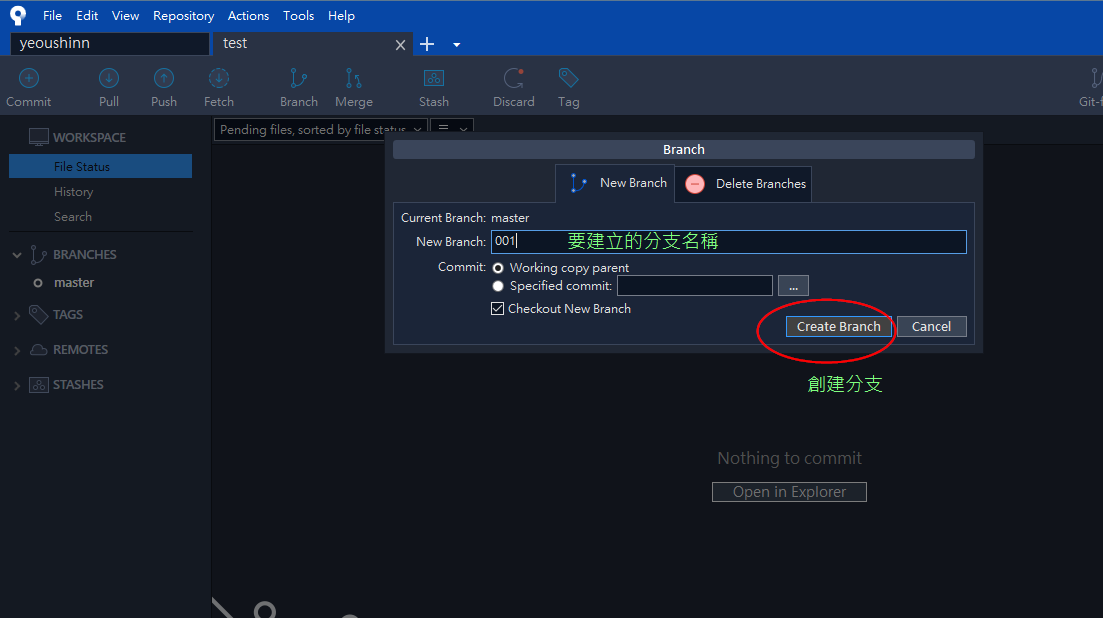 File Edit View Repository Actions Tools Help
yeoushinn
test
Commit Pull Push Fetch Branch Merge Stash Discard Tag
Pending files, sorted by file status
WORKSPACE
File Status
History
Search
BRANCHES
master
TAGS
REMOTES
STASHES
Branch
New Branch Delete Branches
Current Branch: master
New Branch: 001 要建立的分支名稱
Commit: Working copy parent
Specified commit: ...
Checkout New Branch
Create Branch Cancel
創建分支
Nothing to commit
Open in Explorer